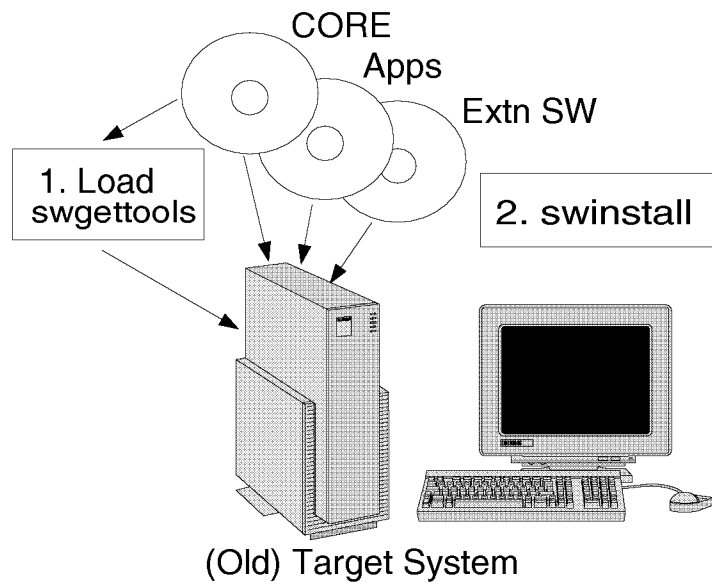 CORE
Apps
Extn SW
1. Load
swgettools
2. swinstall
(Old) Target System